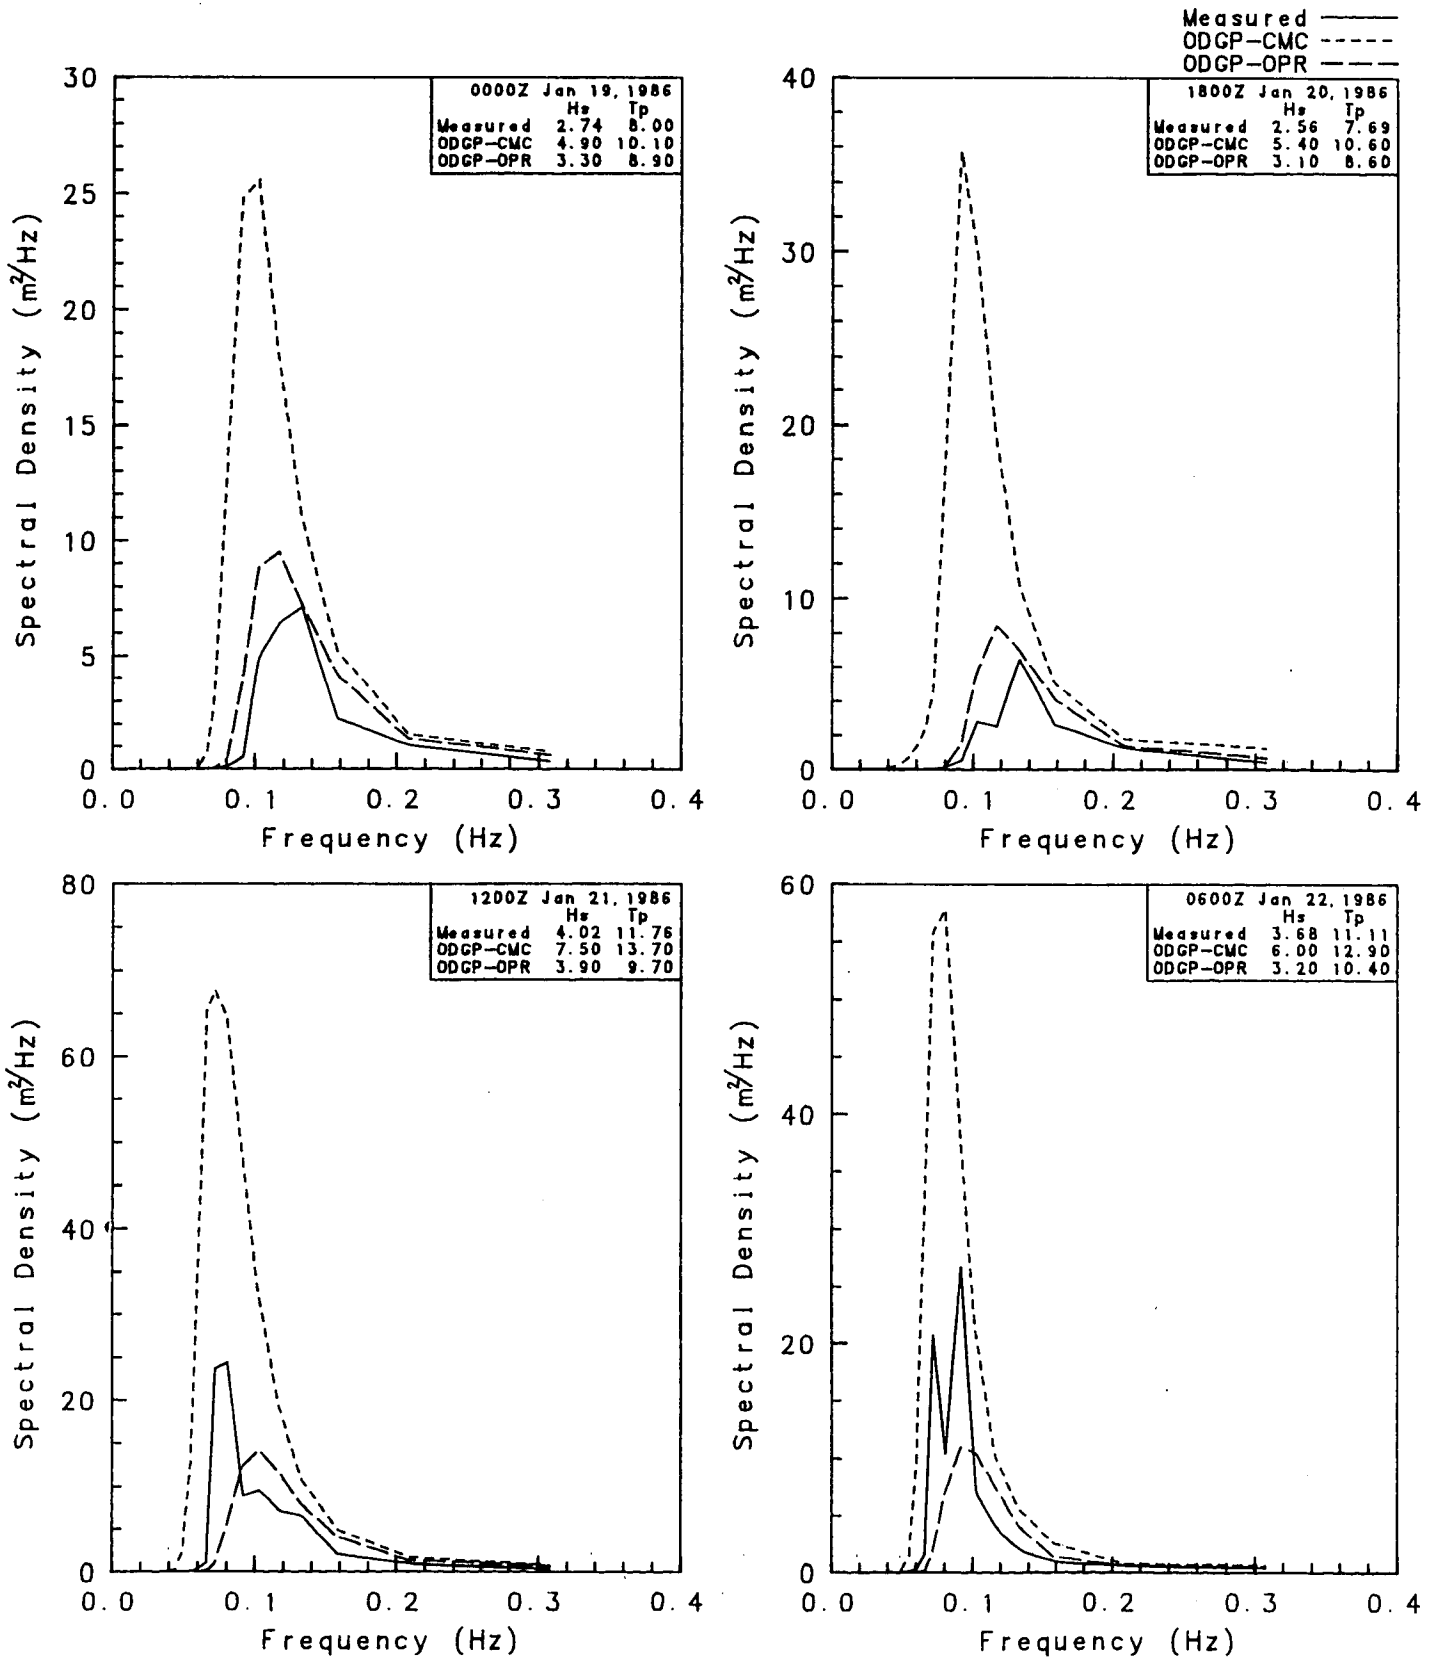 Measured
ODGP-CMC
ODGP-OPR
0000Z Jan 19, 1986
Hs Tp
Measured 2.74 8.00
ODGP-CMC 4.90 10.10
ODGP-OPR 3.30 8.90
30
25
20
15
10
5
0
Spectral Density (m²/Hz)
0.0 0.1 0.2 0.3 0.4
Frequency (Hz)
1800Z Jan 20, 1986
Hs Tp
Measured 2.56 7.69
ODGP-CMC 5.40 10.60
ODGP-OPR 3.10 8.60
40
30
20
10
0
Spectral Density (m²/Hz)
0.0 0.1 0.2 0.3 0.4
Frequency (Hz)
1200Z Jan 21, 1986
Hs Tp
Measured 4.02 11.76
ODGP-CMC 7.50 13.70
ODGP-OPR 3.90 9.70
80
60
40
20
0
Spectral Density (m²/Hz)
0.0 0.1 0.2 0.3 0.4
Frequency (Hz)
0600Z Jan 22, 1986
Hs Tp
Measured 3.68 11.11
ODGP-CMC 6.00 12.90
ODGP-OPR 3.20 10.40
60
40
20
0
Spectral Density (m²/Hz)
0.0 0.1 0.2 0.3 0.4
Frequency (Hz)